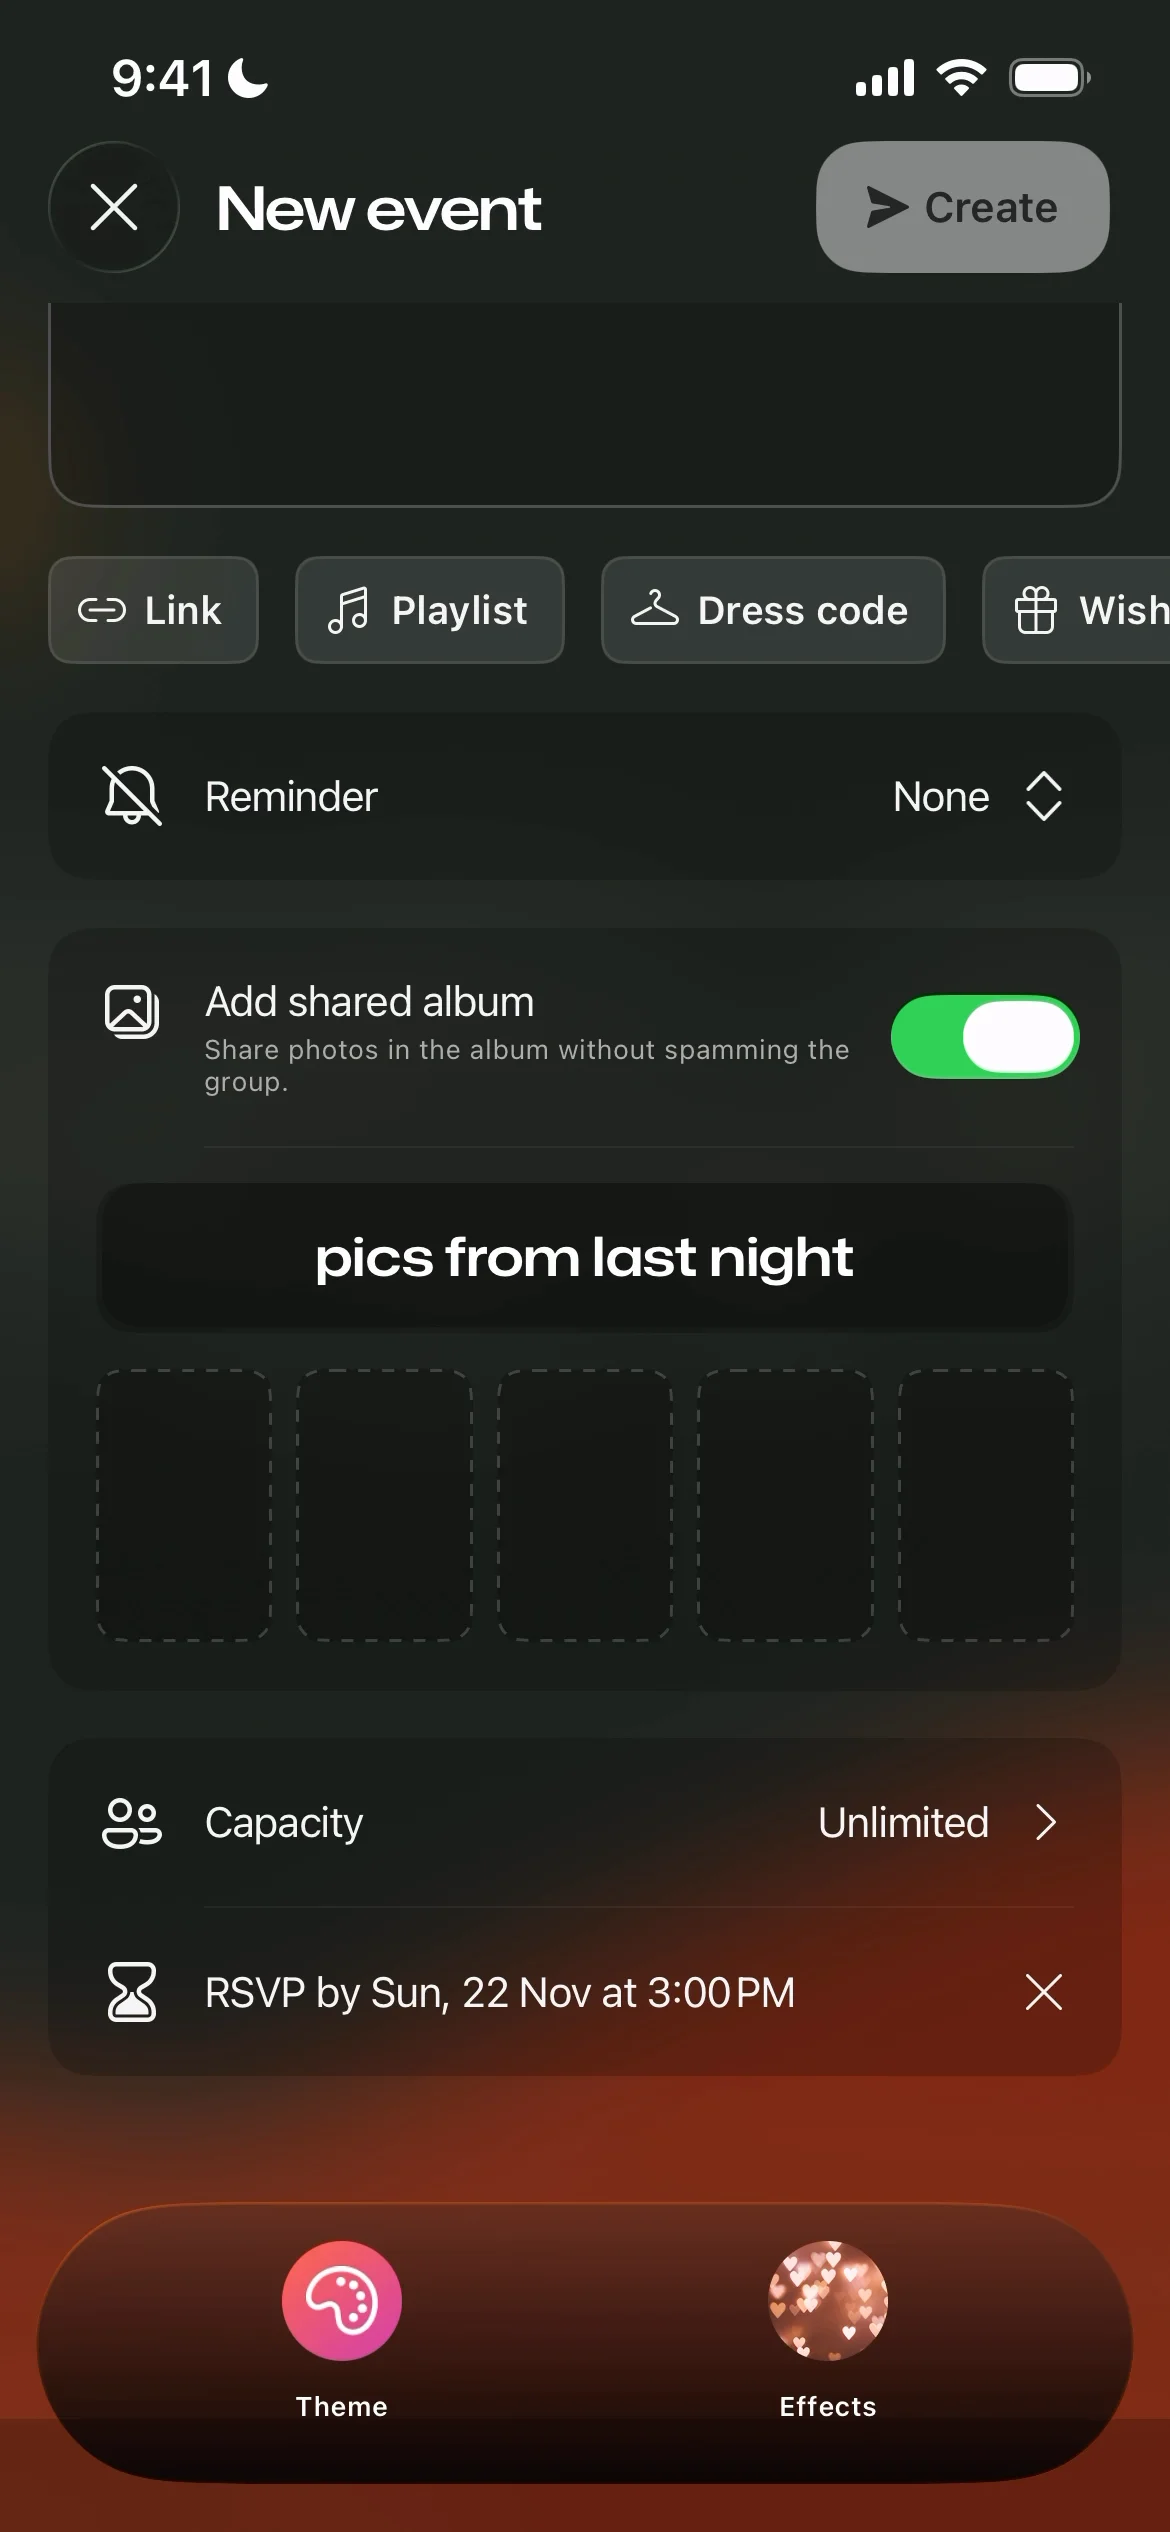 9:41
New event
Create
Link
Playlist
Dress code
Wish
Reminder
None
Add shared album
Share photos in the album without spamming the
group.
pics from last night
Capacity
Unlimited
RSVP by Sun, 22 Nov at 3:00 PM
Theme
Effects